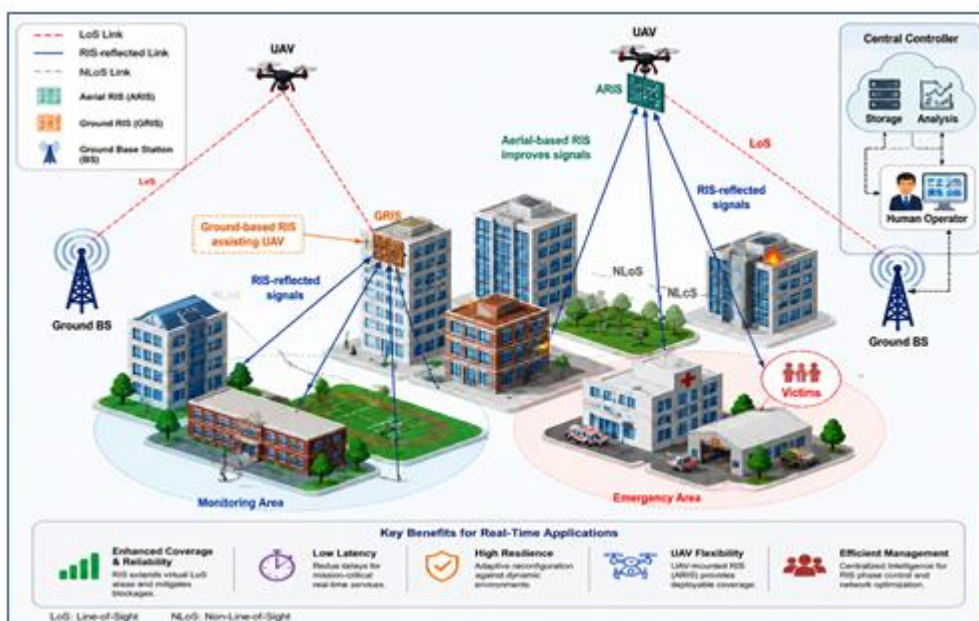 LoS Link
RIS-reflected Link
NLoS Link
Aerial RIS (ARIS)
Ground RIS (GRIS)
Ground Base Station
(BS)
UAV
UAV
ARIS
Aerial-based RIS
improves signals
LoS
LoS
RIS-reflected
signals
Central Controller
Storage
Analysis
Human Operator
GRIS
Ground-based RIS
assisting UAV
RIS-reflected
signals
NLoS
NLcS
Ground BS
Ground BS
Victims
Monitoring Area
Emergency Area
Key Benefits for Real-Time Applications
Enhanced Coverage
& Reliability
RIS extends virtual LoS
areas and mitigates
blockages.
Low Latency
Redus delays for
mission-critical
real-time services.
High Resilience
Adaptive reconfiguration
against dynamic
environments.
UAV Flexibility
UAV-mounted RIS
(ARIS) provides
deployable coverage.
Efficient Management
Centralized Intelligence for
RIS phase control and
network optimization.
LoS: Line-of-Sight
NLoS: Non-Line-of-Sight